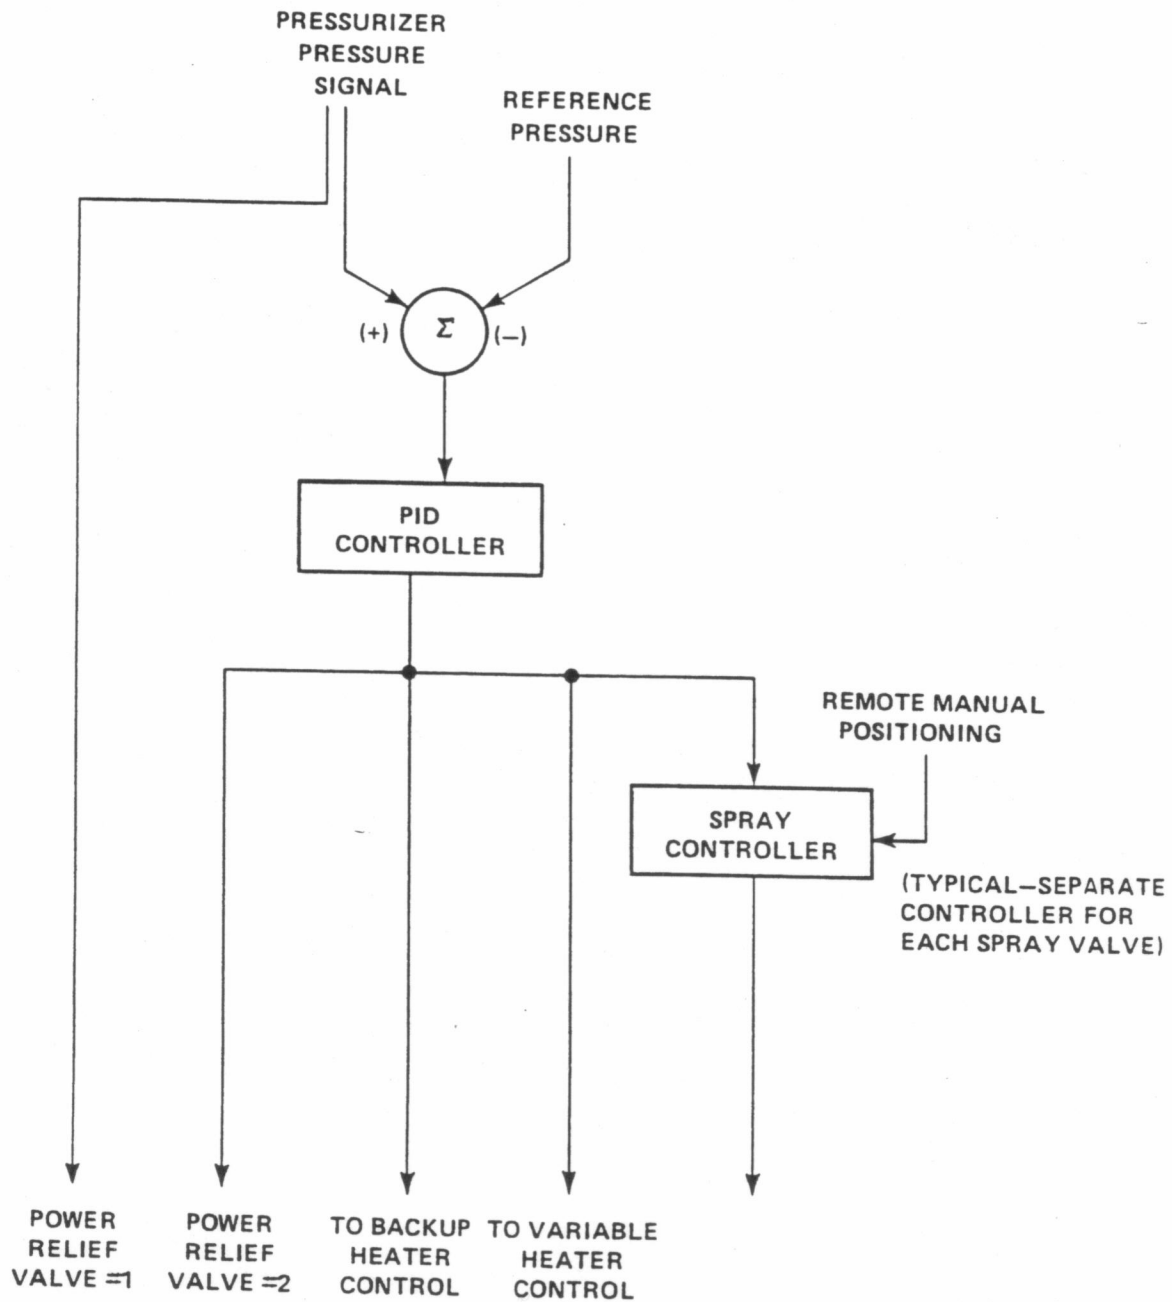 PRESSURIZER
PRESSURE
SIGNAL
REFERENCE
PRESSURE
(+)
Σ
(—)
PID
CONTROLLER
REMOTE MANUAL
POSITIONING
SPRAY
CONTROLLER
(TYPICAL—SEPARATE
CONTROLLER FOR
EACH SPRAY VALVE)
POWER
RELIEF
VALVE =1
POWER
RELIEF
VALVE =2
TO BACKUP
HEATER
CONTROL
TO VARIABLE
HEATER
CONTROL